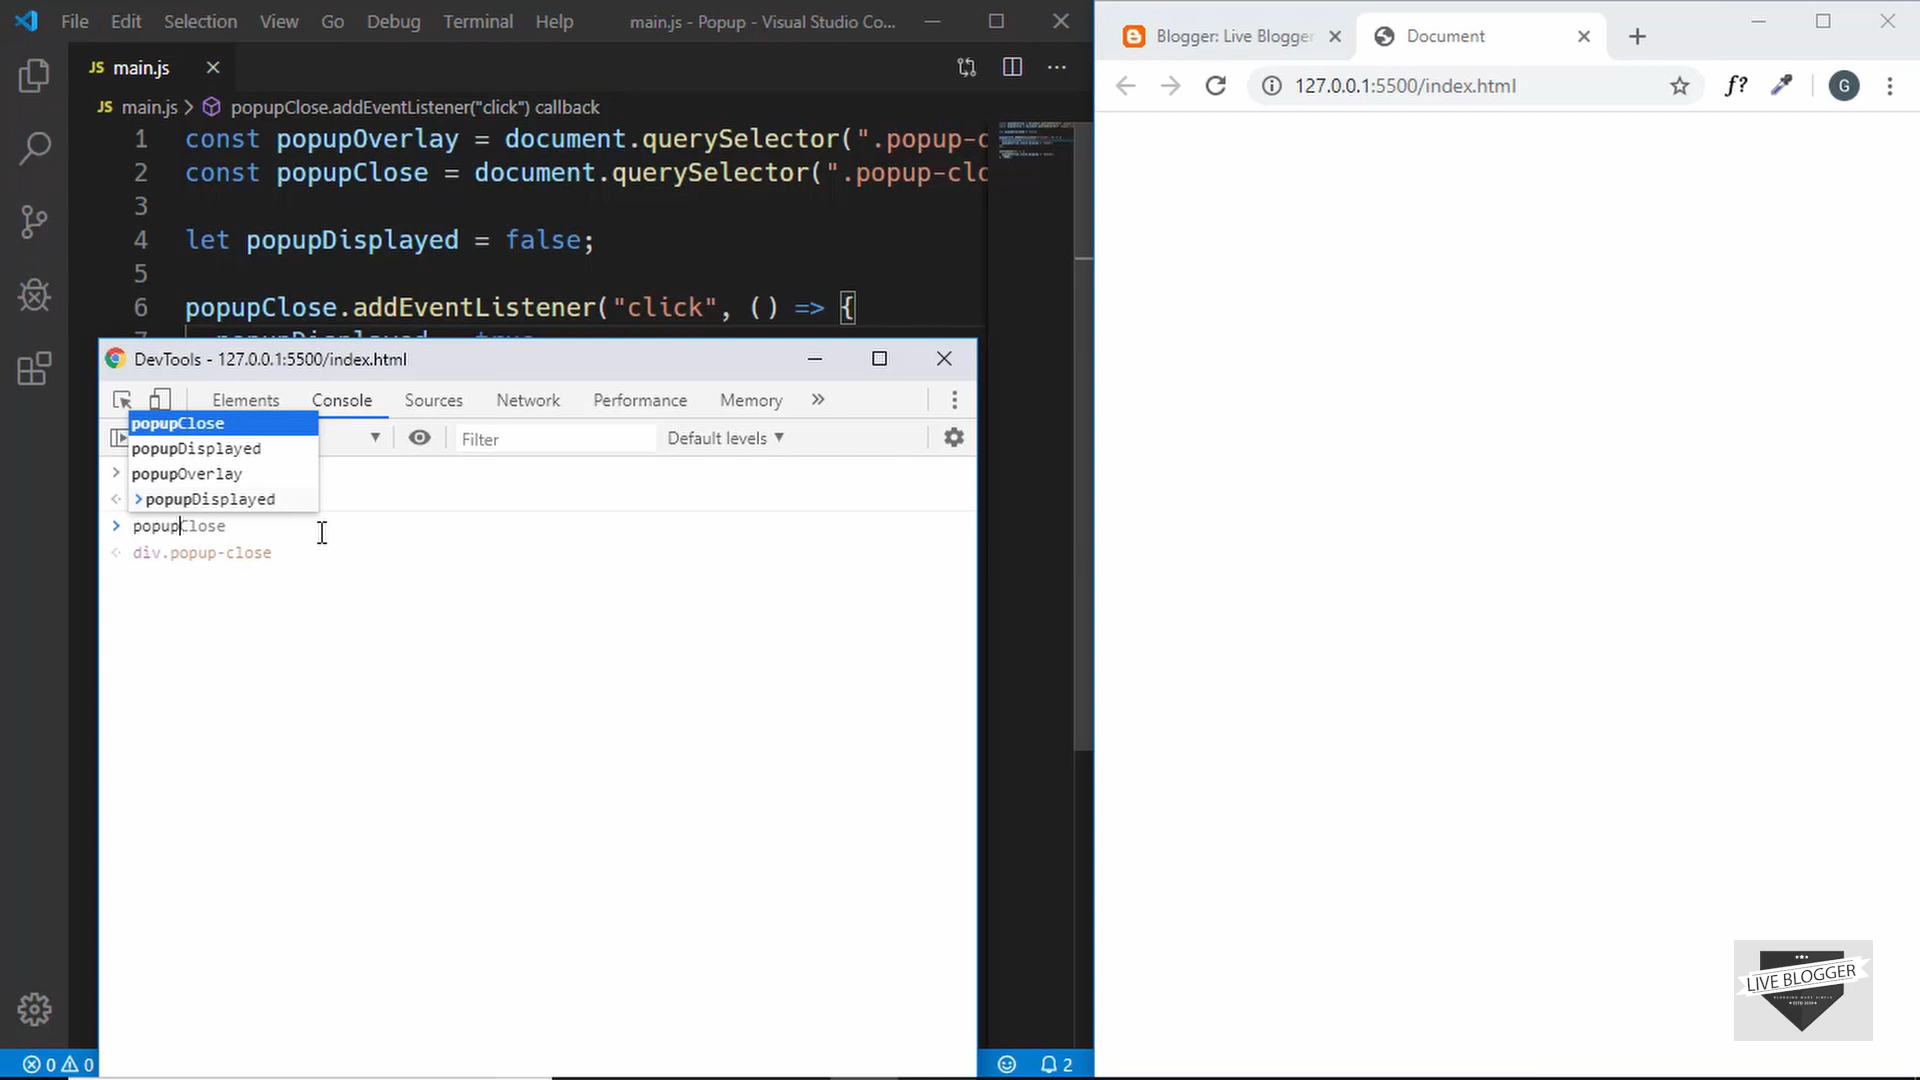 File Edit Selection View Go Debug Terminal Help main.js - Popup - Visual Studio Co...
JS main.js
JS main.js > popupClose.addEventListener("click") callback
1 const popupOverlay = document.querySelector(".popup-o
2 const popupClose = document.querySelector(".popup-clo
3
4 let popupDisplayed = false;
5
6 popupClose.addEventListener("click", () => {
7 popupDisplayed = true
DevTools - 127.0.0.1:5500/index.html
Elements Console Sources Network Performance Memory »
Filter Default levels ▼
popupClose
popupDisplayed
popupOverlay
> popupDisplayed
> popupClose
div.popup-close
0 0
2
Blogger: Live Blogger
Document
127.0.0.1:5500/index.html
f?
G
LIVE BLOGGER